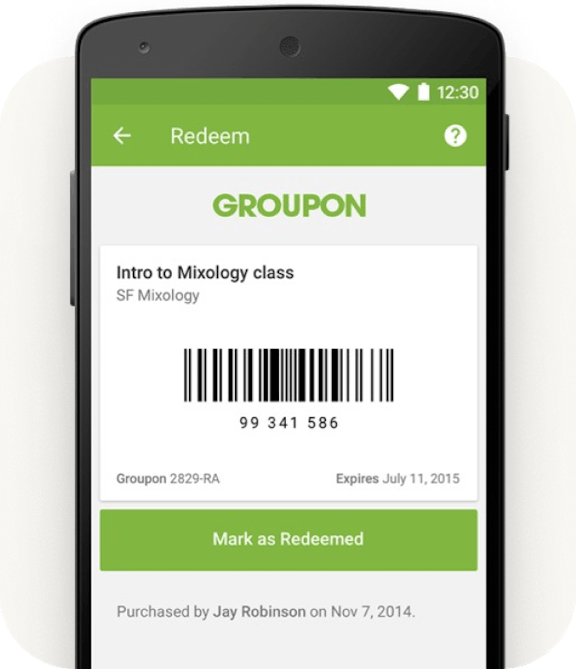 12:30
Redeem
GROUPON
Intro to Mixology class
SF Mixology
99 341 586
Groupon 2829-RA Expires July 11, 2015
Mark as Redeemed
Purchased by Jay Robinson on Nov 7, 2014.